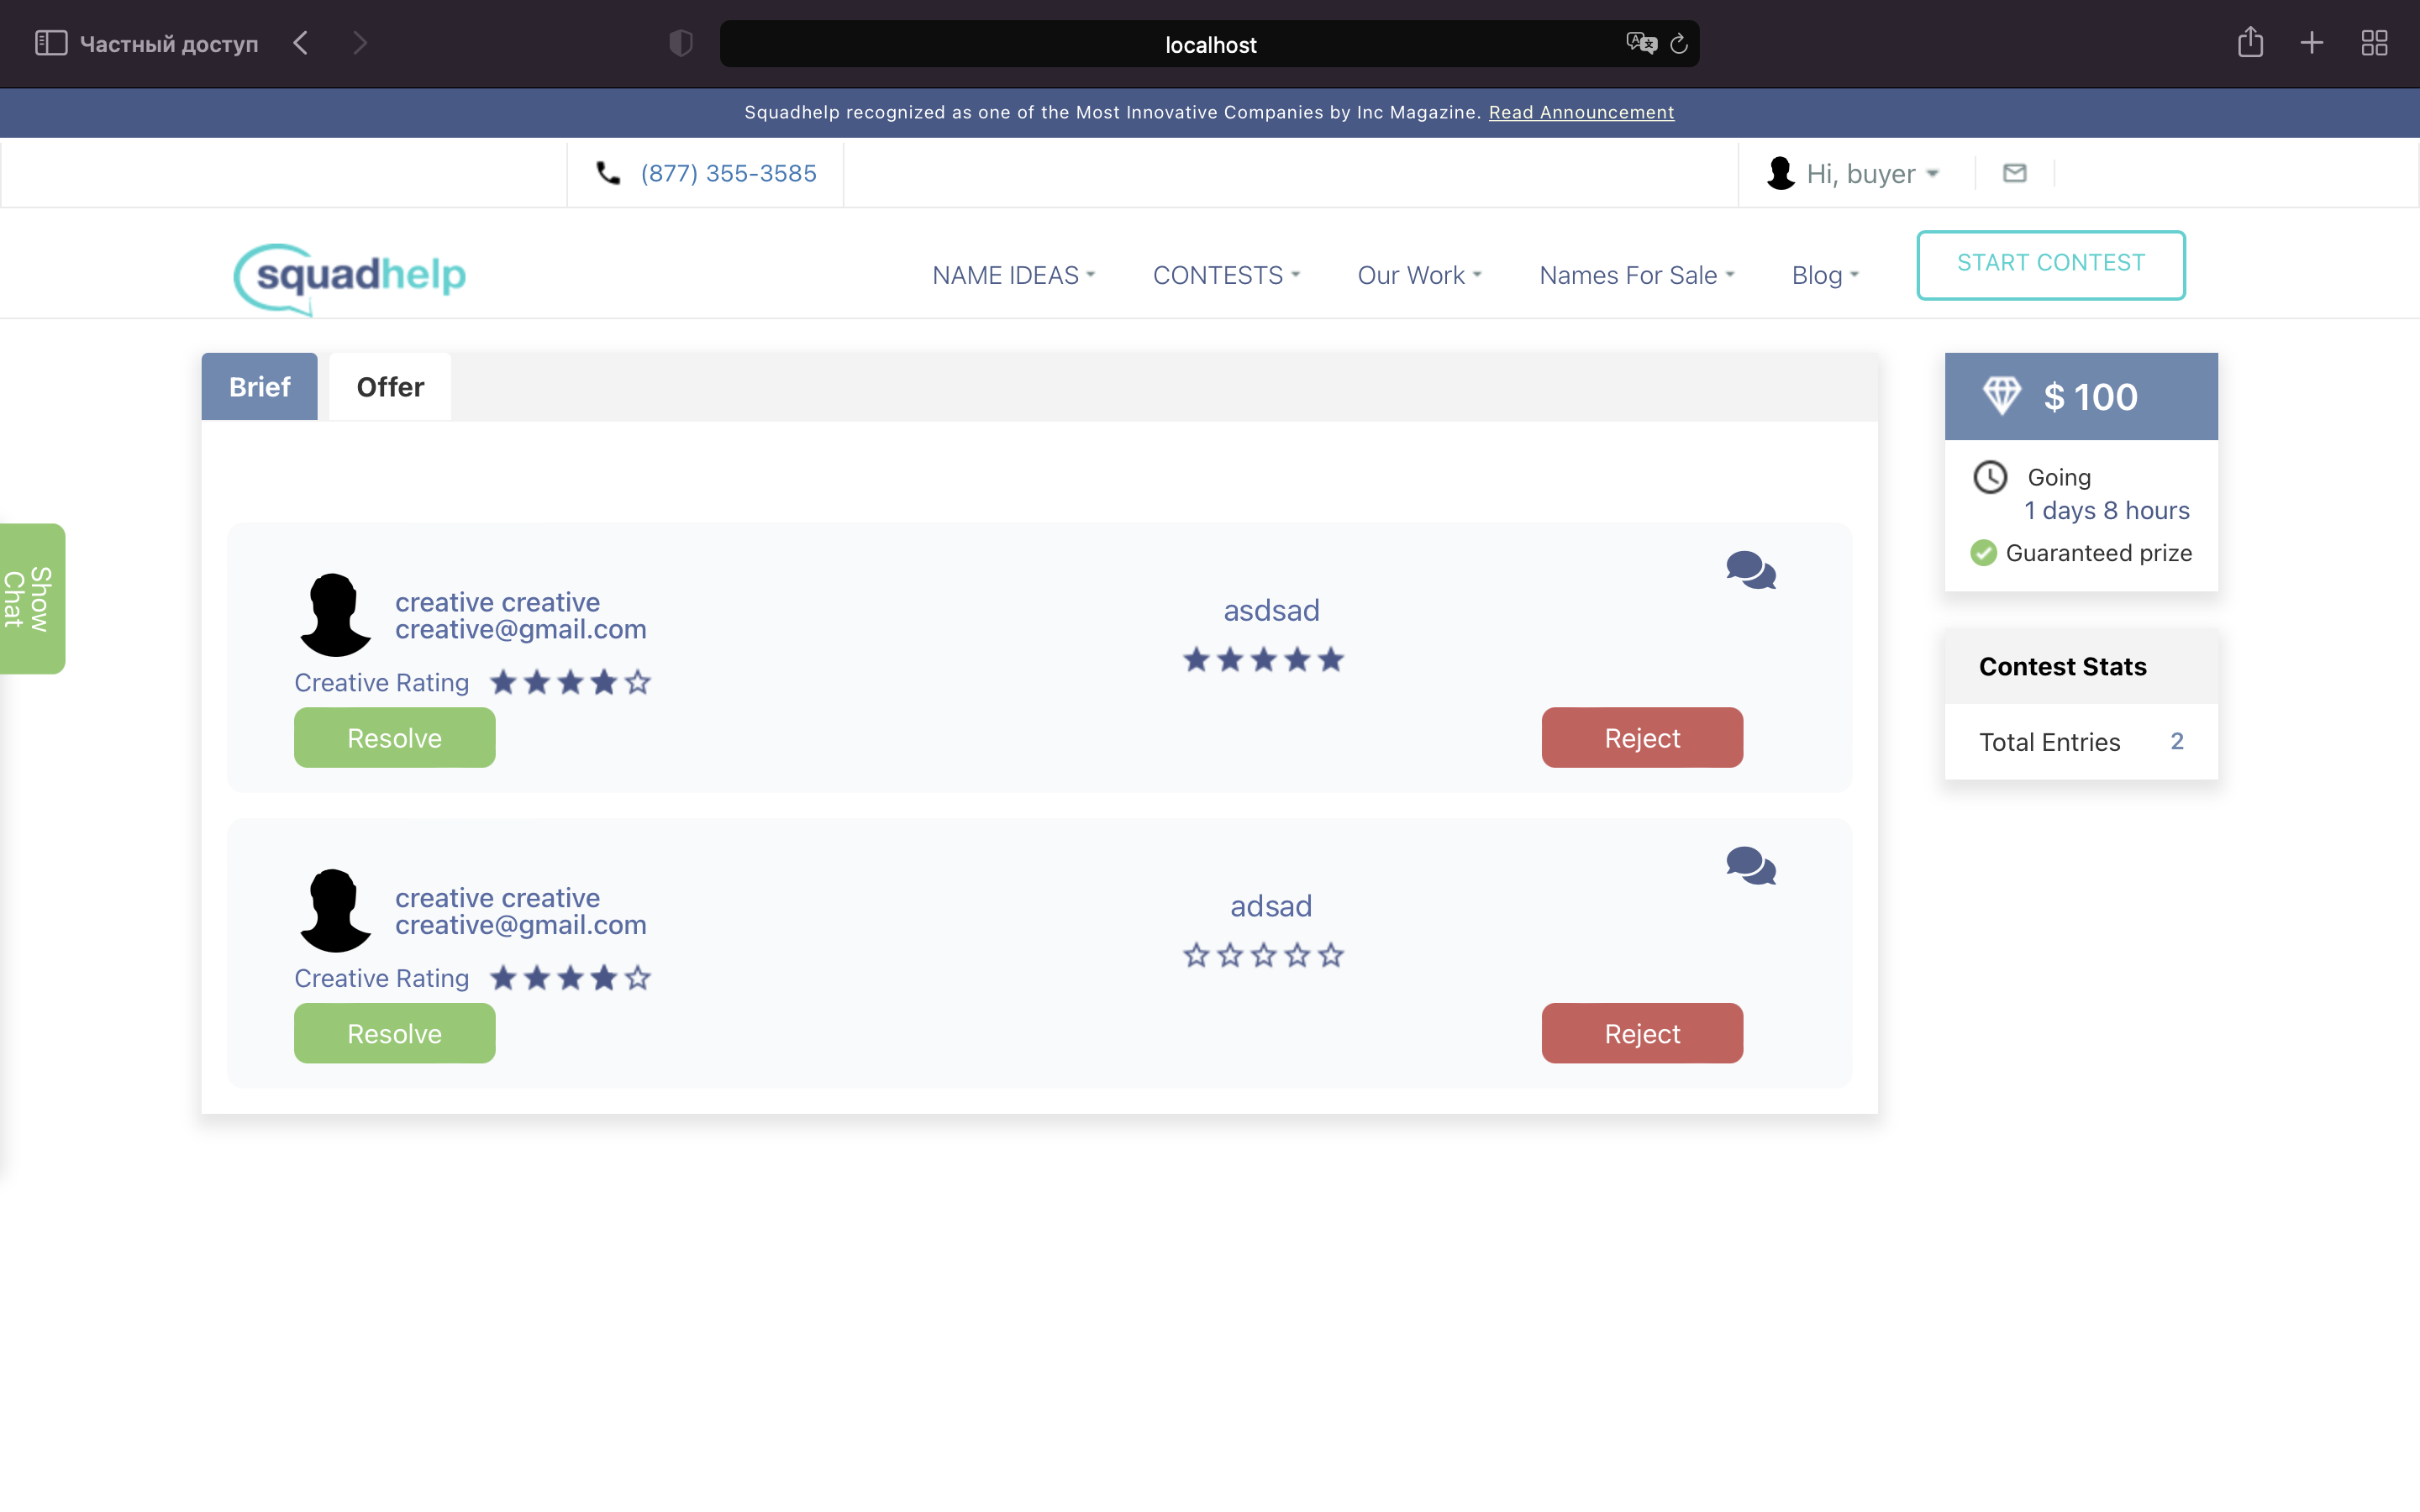 Частный доступ
localhost
Squadhelp recognized as one of the Most Innovative Companies by Inc Magazine. Read Announcement
(877) 355-3585
Hi, buyer
squadhelp
NAME IDEAS
CONTESTS
Our Work
Names For Sale
Blog
START CONTEST
Brief
Offer
$ 100
Going
1 days 8 hours
Guaranteed prize
Show
Chat
creative creative
creative@gmail.com
asdsad
Creative Rating
Resolve
Reject
Contest Stats
Total Entries 2
creative creative
creative@gmail.com
adsad
Creative Rating
Resolve
Reject